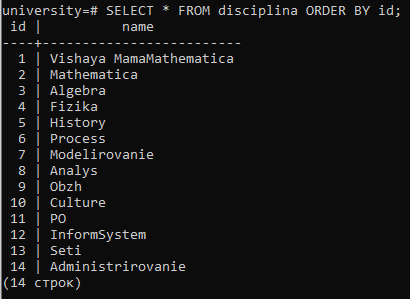 university=# SELECT * FROM disciplina ORDER BY id;
 id |           name
----+-------------------------
  1 | Vishaya MamaMathematica
  2 | Mathematica
  3 | Algebra
  4 | Fizika
  5 | History
  6 | Process
  7 | Modelirovanie
  8 | Analys
  9 | Obzh
 10 | Culture
 11 | PO
 12 | InformSystem
 13 | Seti
 14 | Administrirovanie
(14 строк)